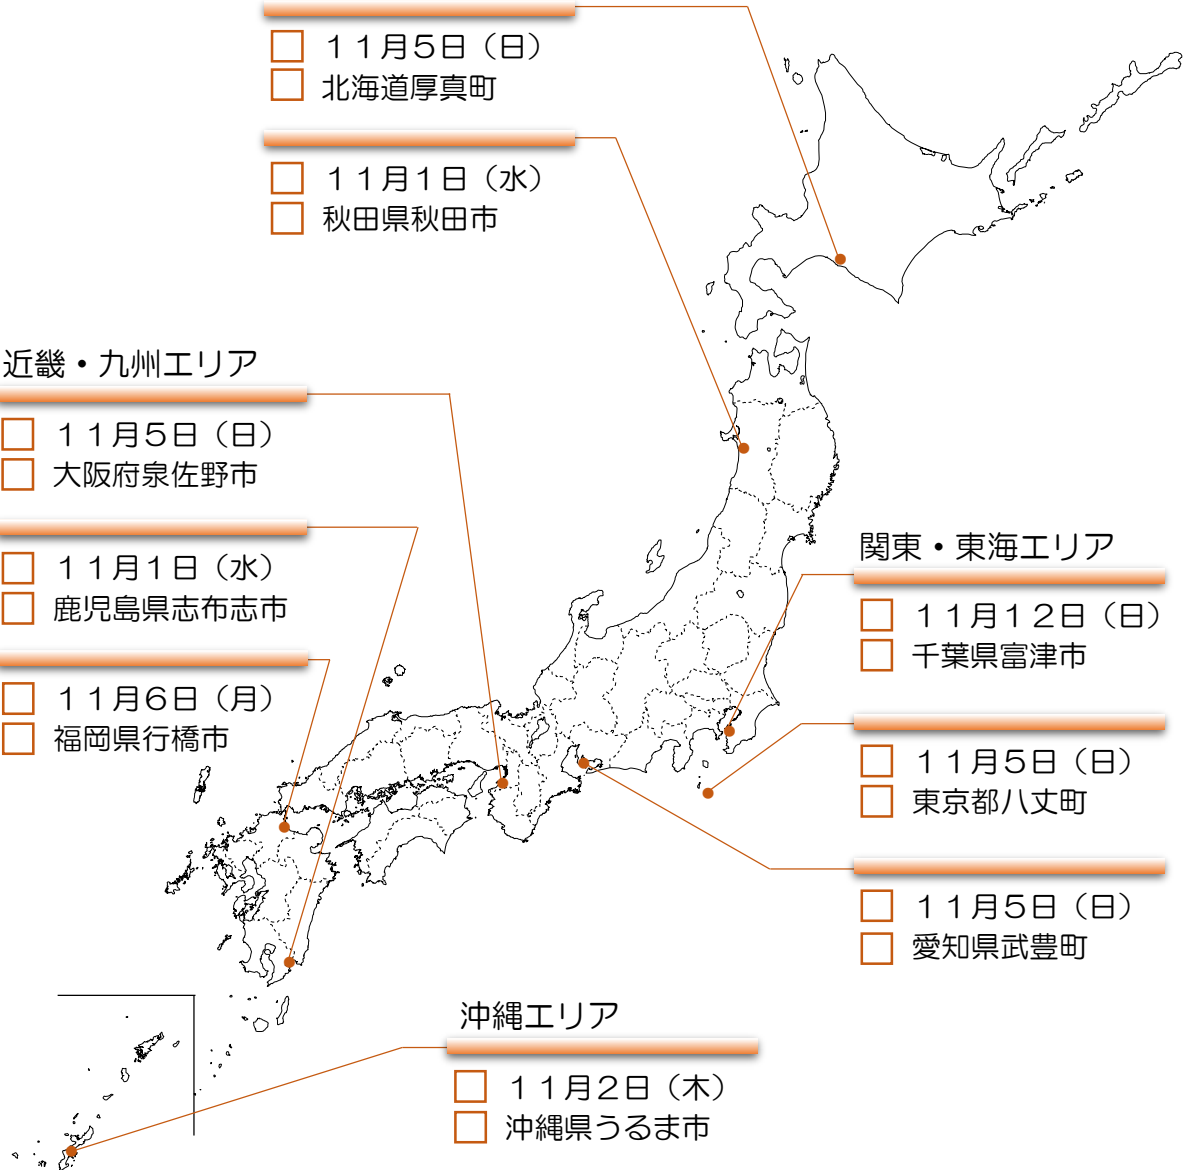 １１月５日（日）
北海道厚真町
１１月１日（水）
秋田県秋田市
近畿・九州エリア
１１月５日（日）
大阪府泉佐野市
１１月１日（水）
鹿児島県志布志市
１１月６日（月）
福岡県行橋市
関東・東海エリア
１１月１２日（日）
千葉県富津市
１１月５日（日）
東京都八丈町
１１月５日（日）
愛知県武豊町
沖縄エリア
１１月２日（木）
沖縄県うるま市